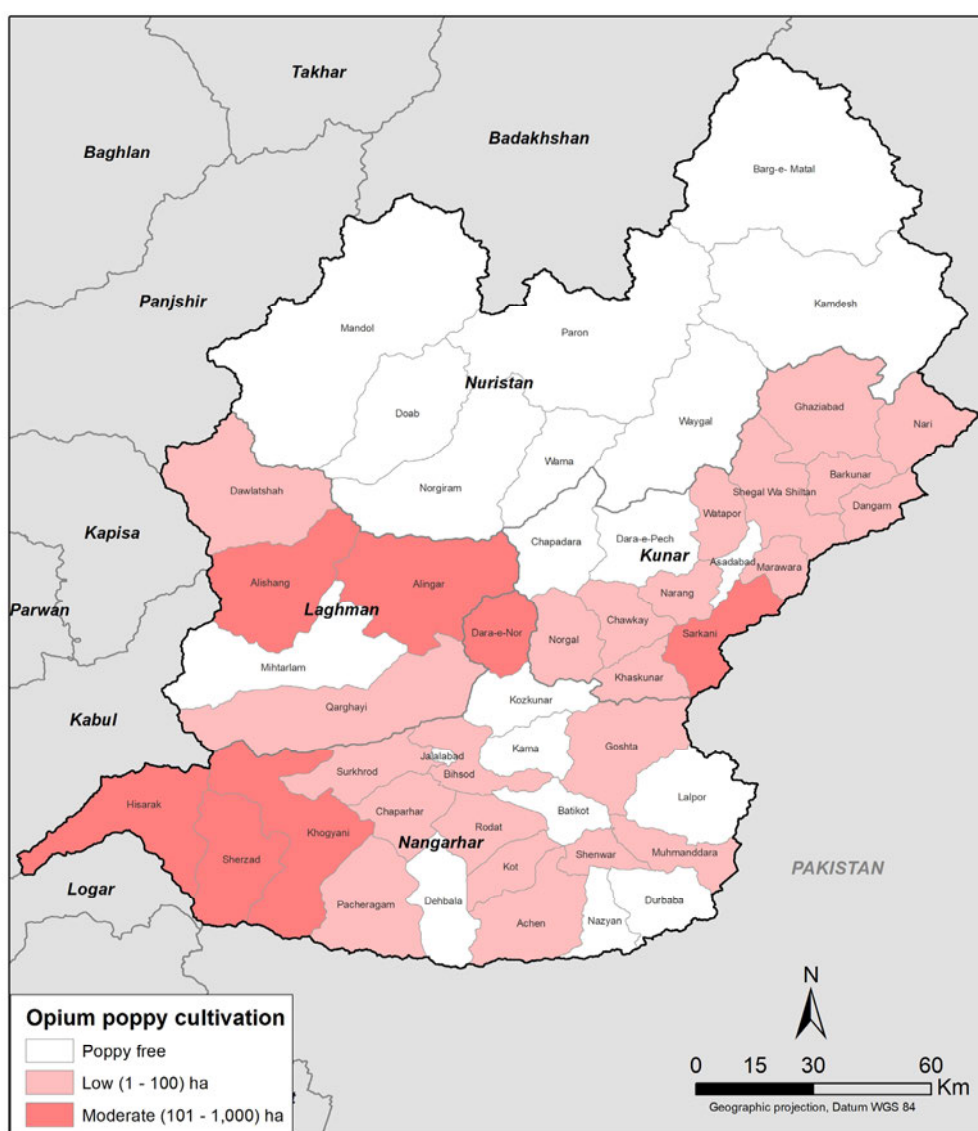 Takhar
Baghlan
Badakhshan
Barg-e- Matal
Panjshir
Kamdesh
Mandol
Paron
Nuristan
Doab
Ghaziabad
Nari
Waygal
Wama
Barkunar
Dawlatshah
Norgiram
Shegal Wa Shiltan
Dangam
Watapor
Kapisa
Chapadara
Dara-e-Pech
Kunar
Asadabad
Marawara
Alishang
Alingar
Narang
Parwan
Laghman
Chawkay
Dara-e-Nor
Norgal
Sarkani
Mihtarlam
Khaskunar
Kozkunar
Qarghayi
Kabul
Kama
Goshta
Jalalabad
Surkhrod
Bihsod
Lalpor
Hisarak
Chaparhar
Batikot
Khogyani
Rodat
Nangarhar
Shenwar
Muhmanddara
Sherzad
Kot
PAKISTAN
Logar
Pacheragam
Dehbala
Durbaba
Achen
Nazyan
N
Opium poppy cultivation
Poppy free
Low (1 - 100) ha
Moderate (101 - 1,000) ha
0 15 30 60
Km
Geographic projection, Datum WGS 84